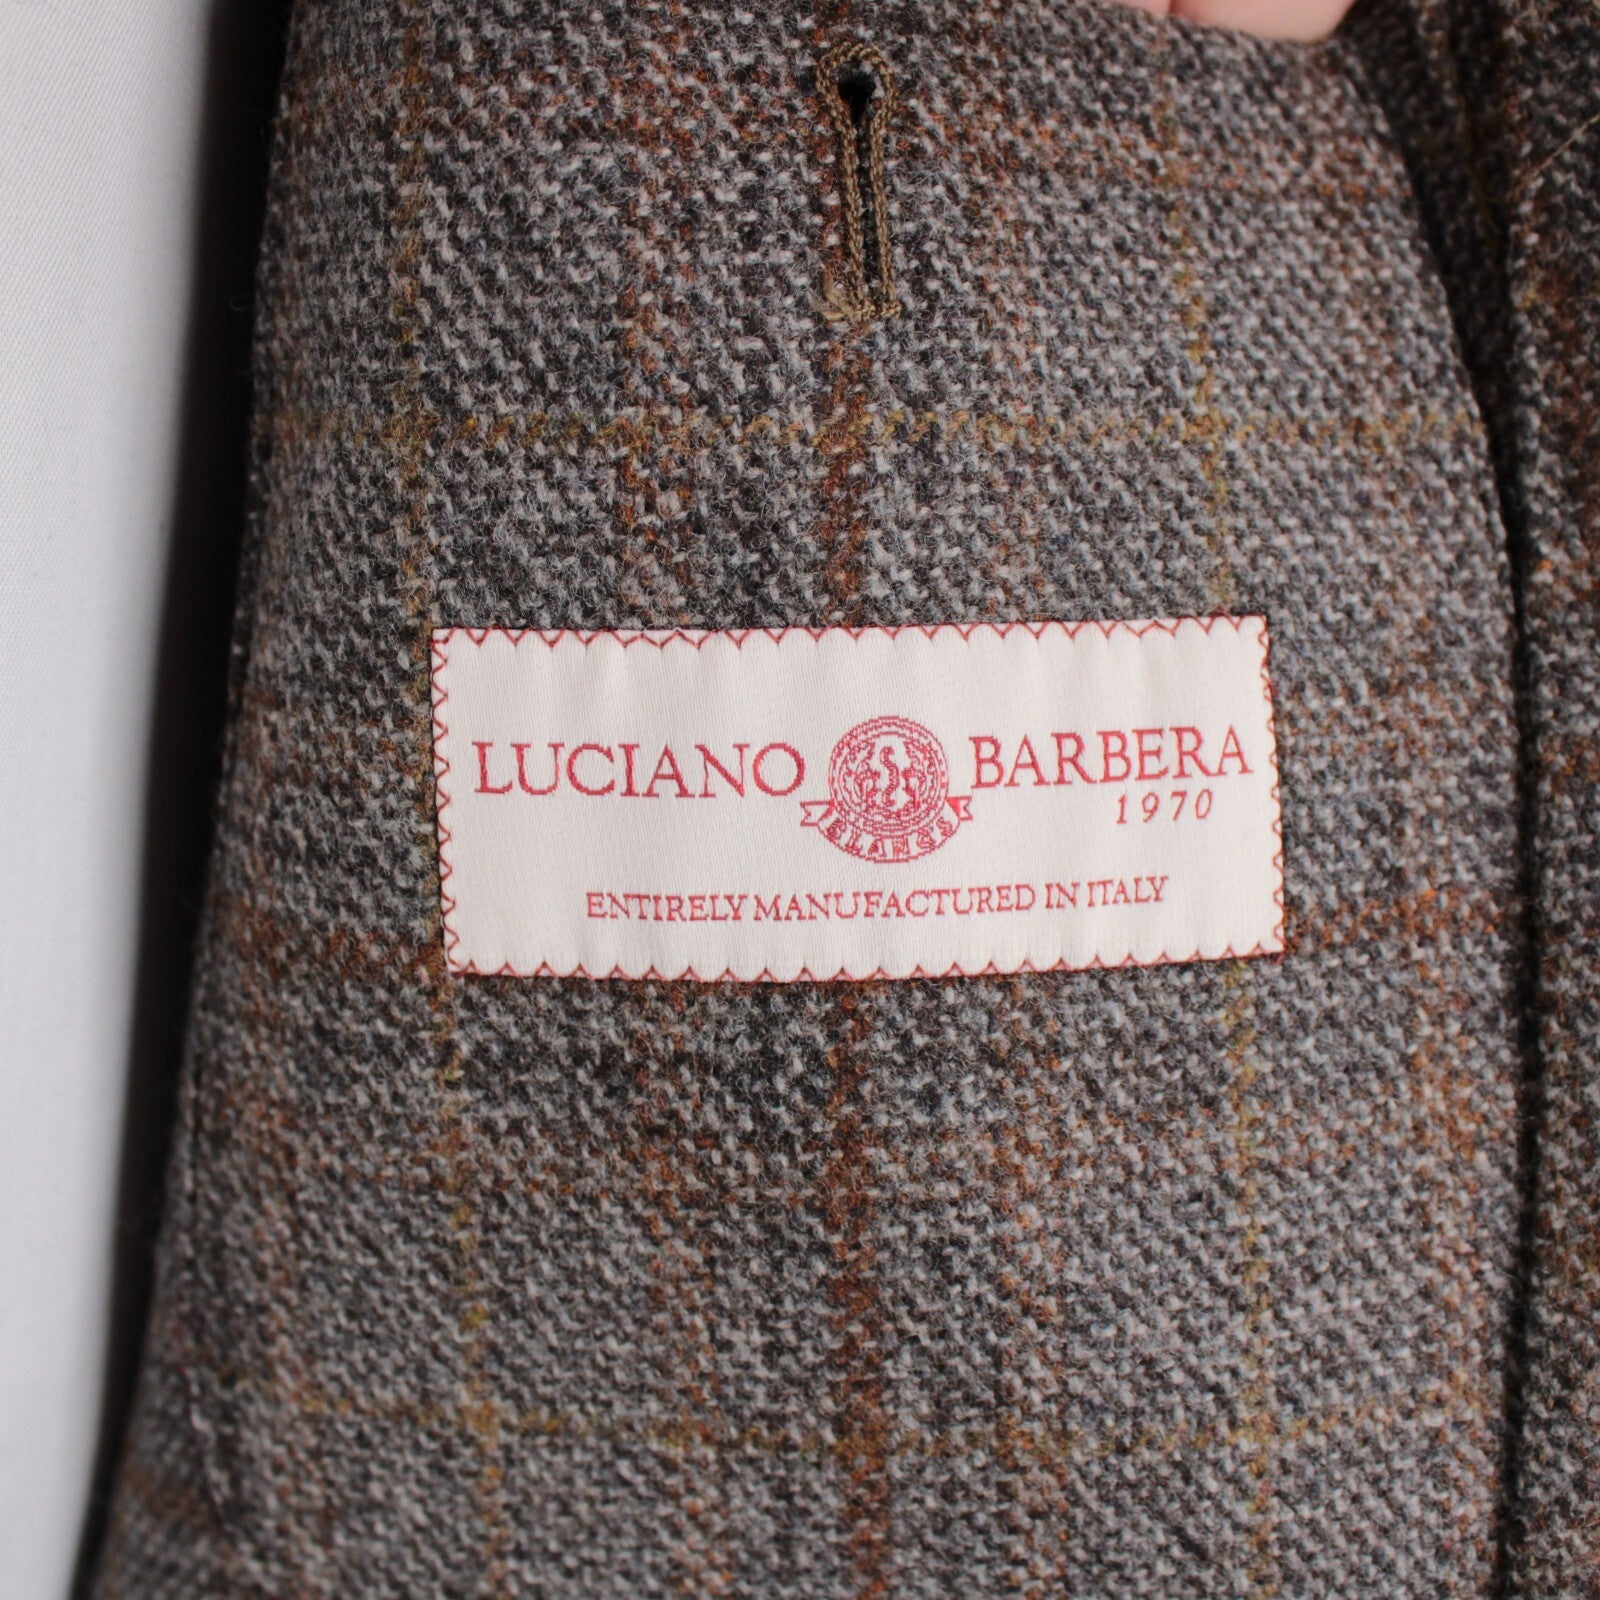 LUCIANO BARBERA
1970
ENTIRELY MANUFACTURED IN ITALY